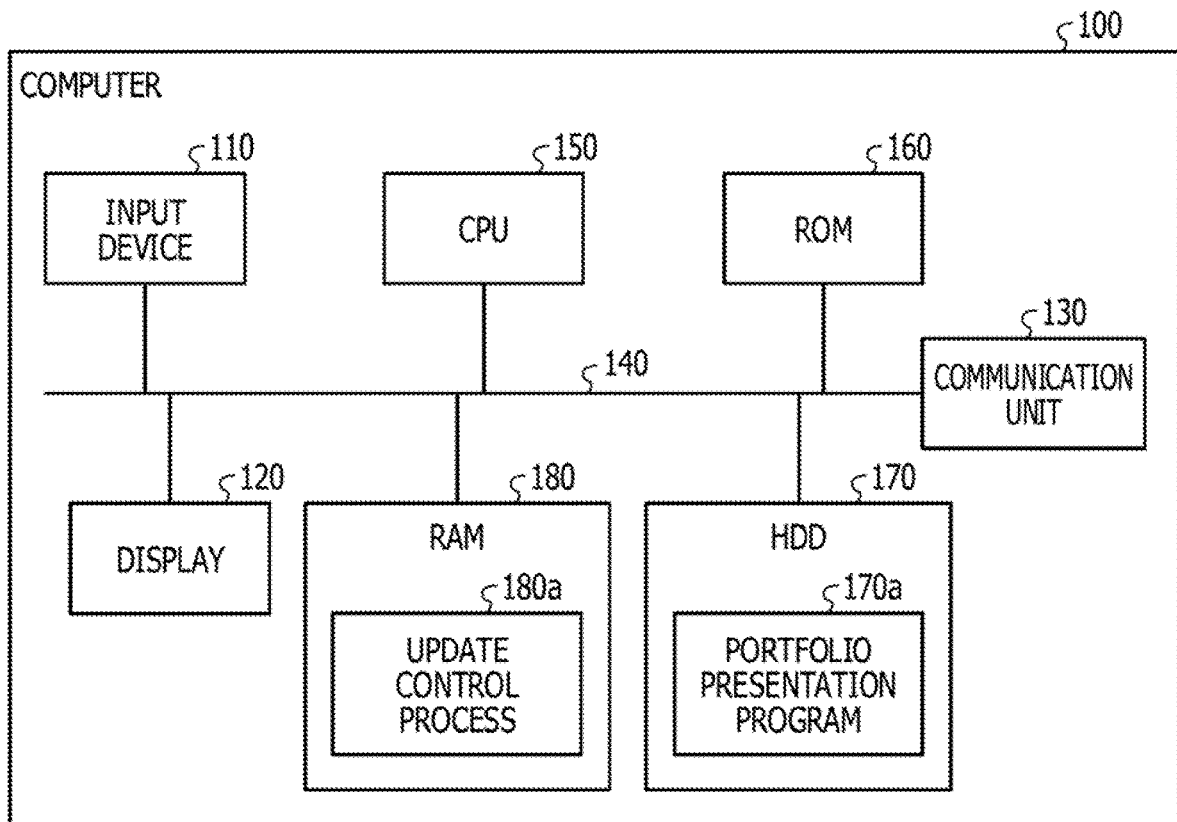 100
COMPUTER
110
150
160
INPUT
DEVICE
CPU
ROM
130
140
COMMUNICATION
UNIT
120
180
170
DISPLAY
RAM
HDD
180a
170a
UPDATE
CONTROL
PROCESS
PORTFOLIO
PRESENTATION
PROGRAM